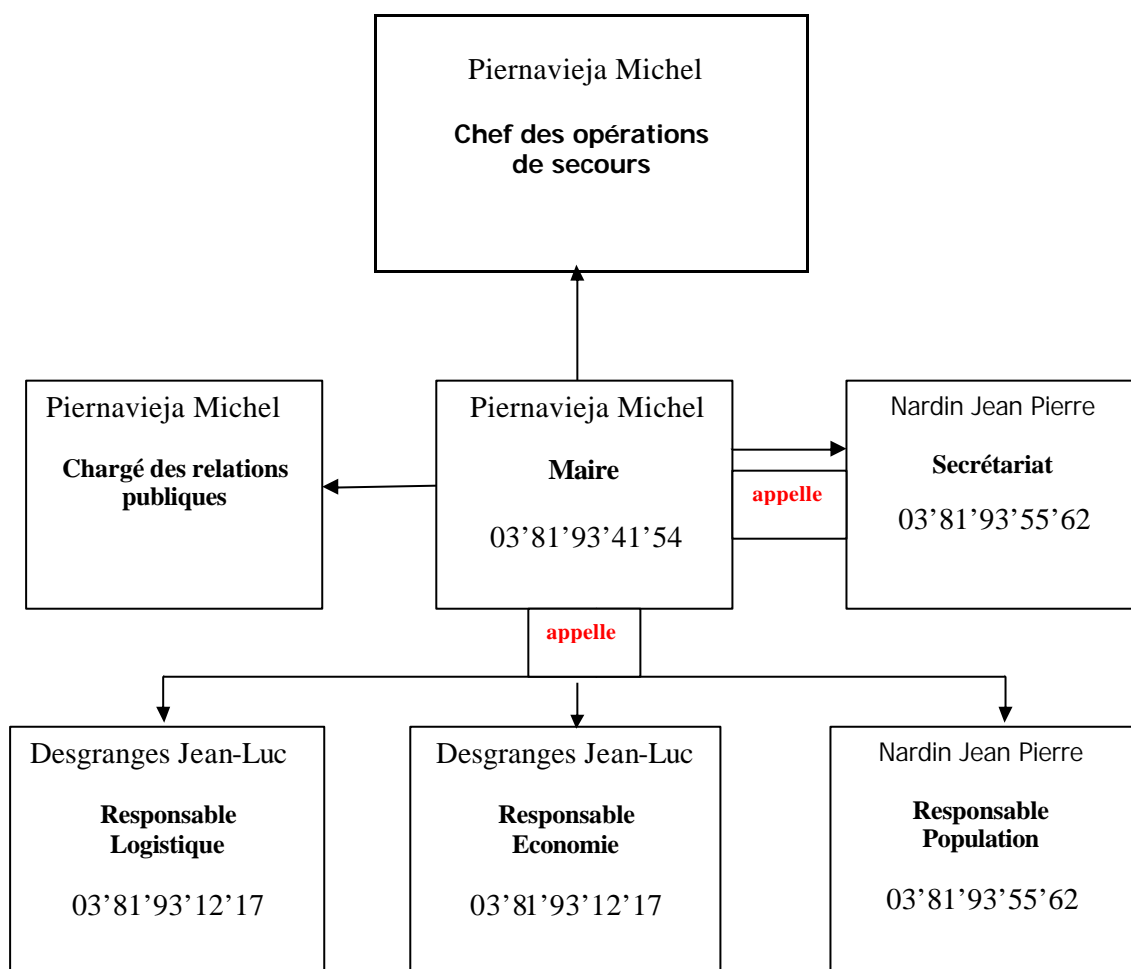 Piernavieja Michel
Chef des opérations
de secours
Piernavieja Michel
Chargé des relations
publiques
Piernavieja Michel
Maire
03’81’93’41’54
appelle
Nardin Jean Pierre
Secrétariat
03’81’93’55’62
appelle
Desgranges Jean-Luc
Responsable
Logistique
03’81’93’12’17
Desgranges Jean-Luc
Responsable
Economie
03’81’93’12’17
Nardin Jean Pierre
Responsable
Population
03’81’93’55’62